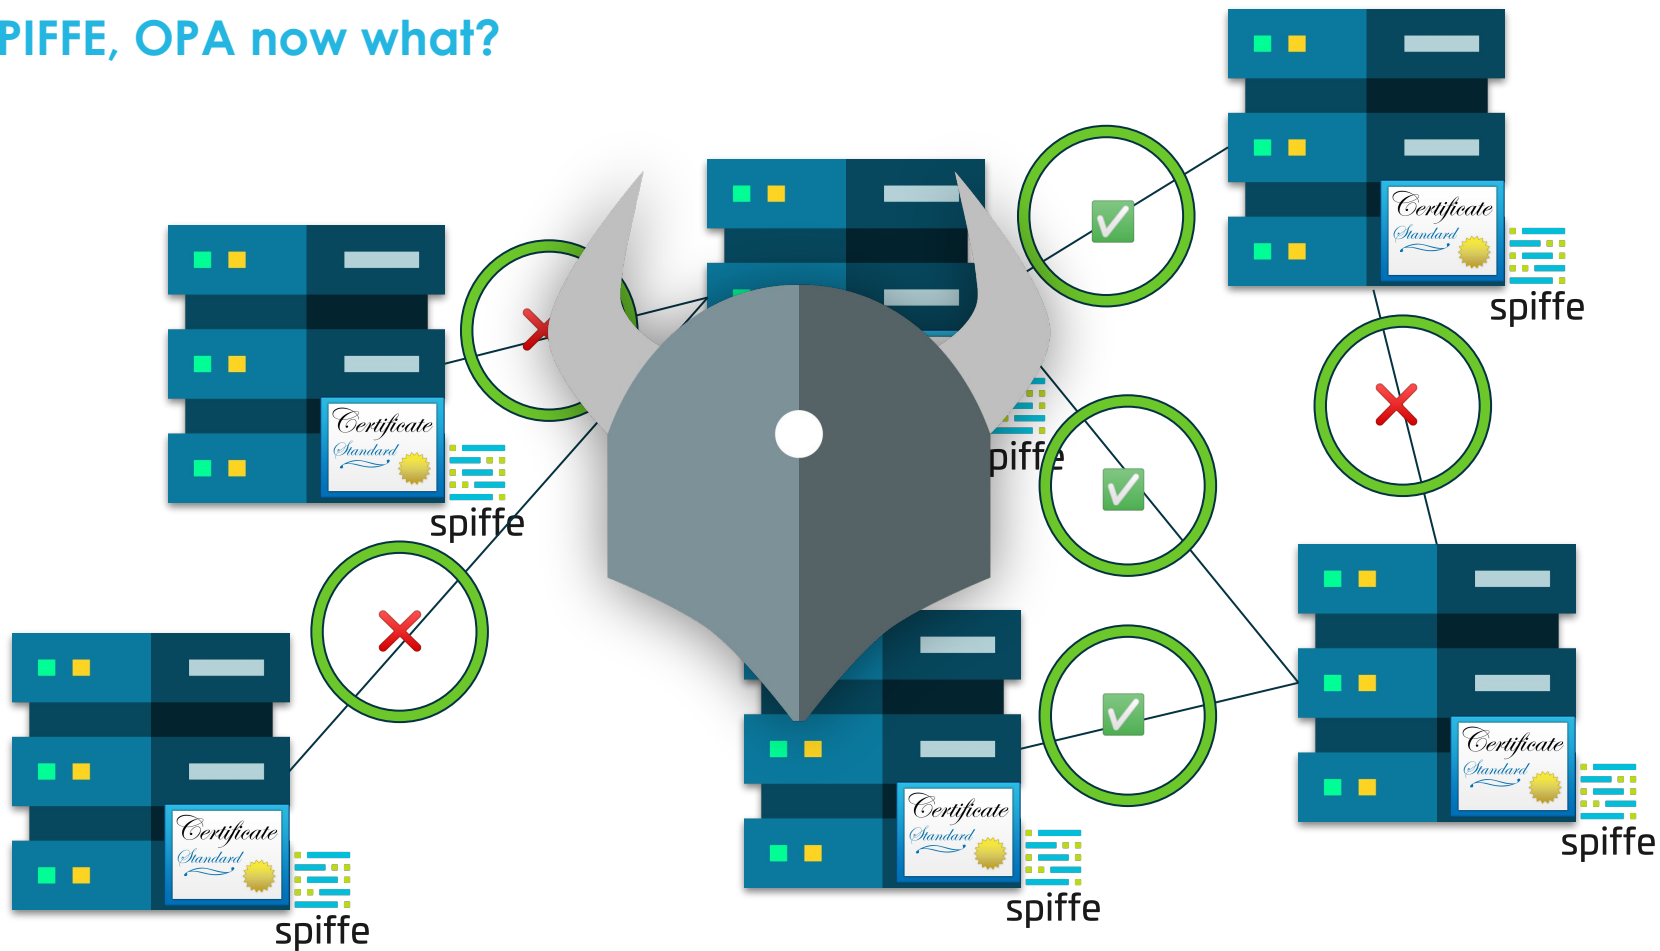 PIFFE, OPA now what?
Certificate
Standard
spiffe
Certificate
Standard
spiffe
piffe
Certificate
Standard
spiffe
Certificate
Standard
spiffe
Certificate
Standard
spiffe